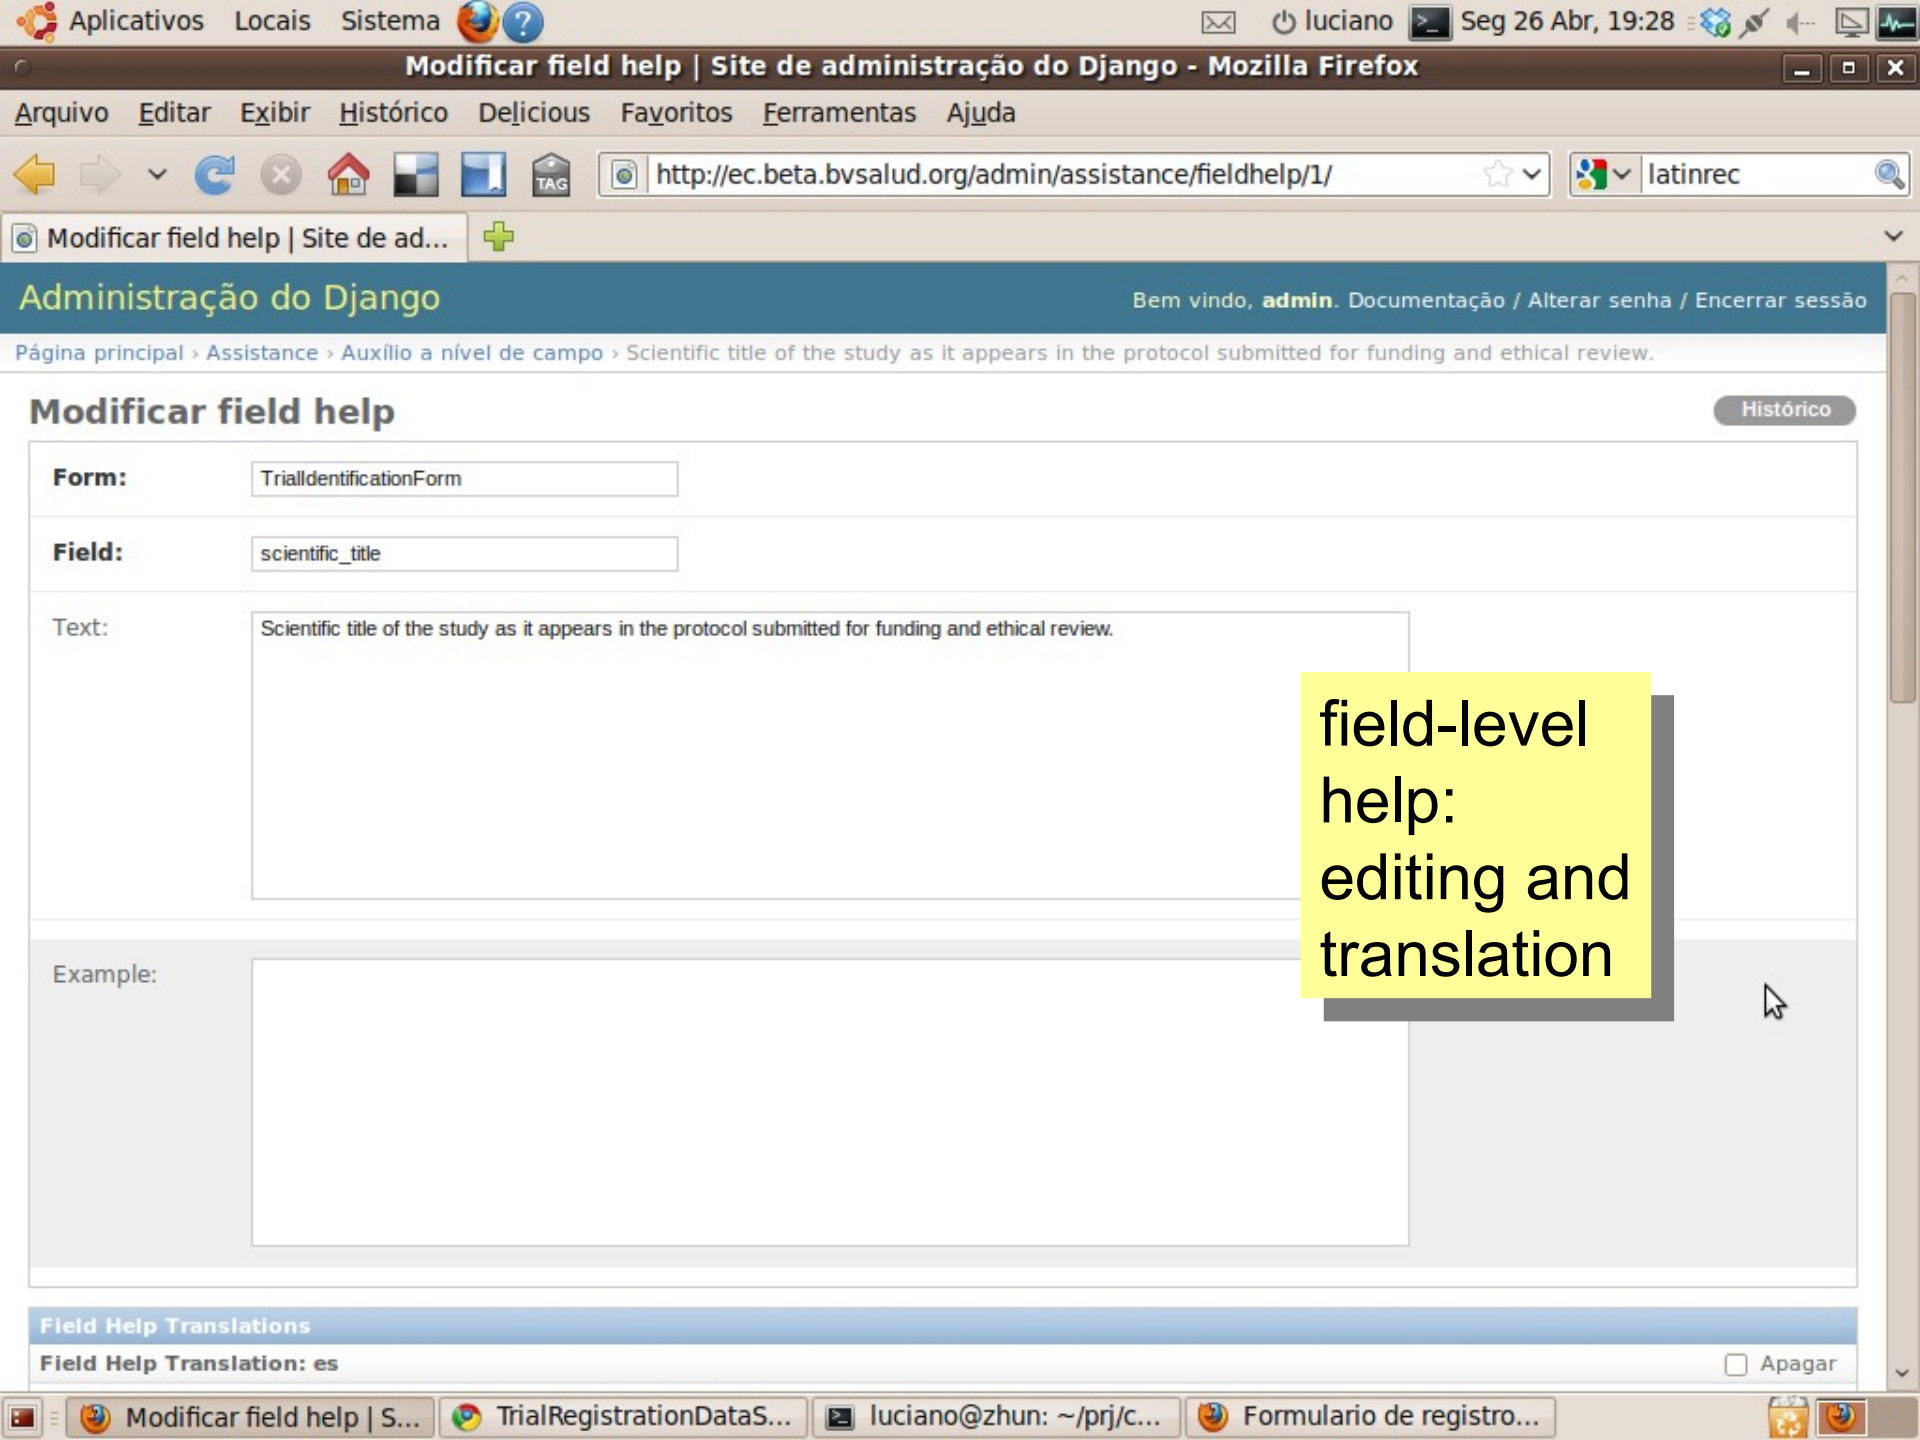 Aplicativos Locais Sistema luciano Seg 26 Abr, 19:28
Modificar field help | Site de administração do Django - Mozilla Firefox
Arquivo Editar Exibir Histórico Delicious Favoritos Ferramentas Ajuda
TAG http://ec.beta.bvsalud.org/admin/assistance/fieldhelp/1/ latinrec
Modificar field help | Site de ad...
Administração do Django Bem vindo, admin. Documentação / Alterar senha / Encerrar sessão
Página principal › Assistance › Auxílio a nível de campo › Scientific title of the study as it appears in the protocol submitted for funding and ethical review.
Modificar field help Histórico
Form: TrialIdentificationForm
Field: scientific_title
Text: Scientific title of the study as it appears in the protocol submitted for funding and ethical review.
field-level
help:
editing and
translation
Example:
Field Help Translations
Field Help Translation: es Apagar
Modificar field help | S... TrialRegistrationDataS... luciano@zhun: ~/prj/c... Formulario de registro...